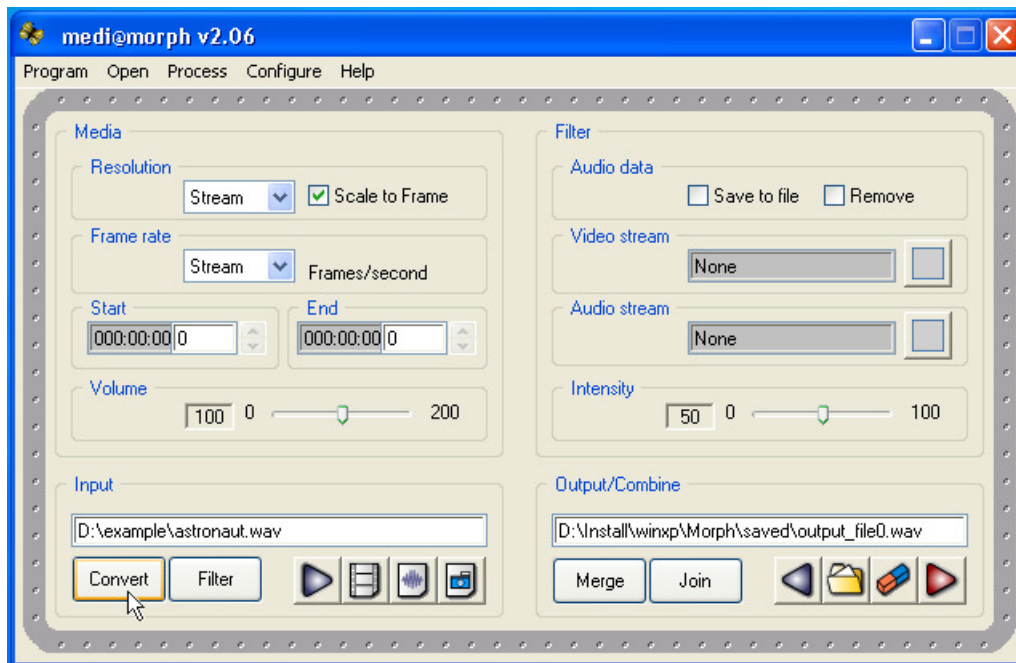 medi@morph v2.06
Program Open Process Configure Help
Media
Resolution
Stream Scale to Frame
Frame rate
Stream Frames/second
Start End
000:00:00 0 000:00:00 0
Volume
100 0 200
Filter
Audio data
Save to file Remove
Video stream
None
Audio stream
None
Intensity
50 0 100
Input
D:\example\astronaut.wav
Convert Filter
Output/Combine
D:\Install\winxp\Morph\saved\output_file0.wav
Merge Join